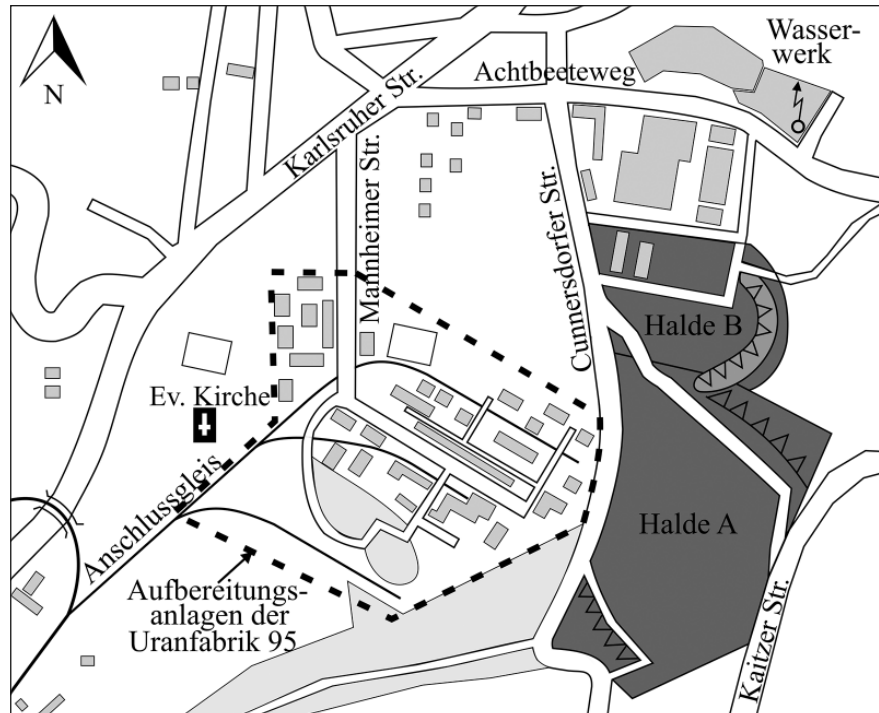 Wasser-
werk
N
Achtbeeteweg
Karlsruher Str.
Mannheimer Str.
Cunnersdorfer Str.
Halde B
Ev. Kirche
Anschlussgleis
Halde A
Aufbereitungs-
anlagen der
Uranfabrik 95
Kaitzer Str.